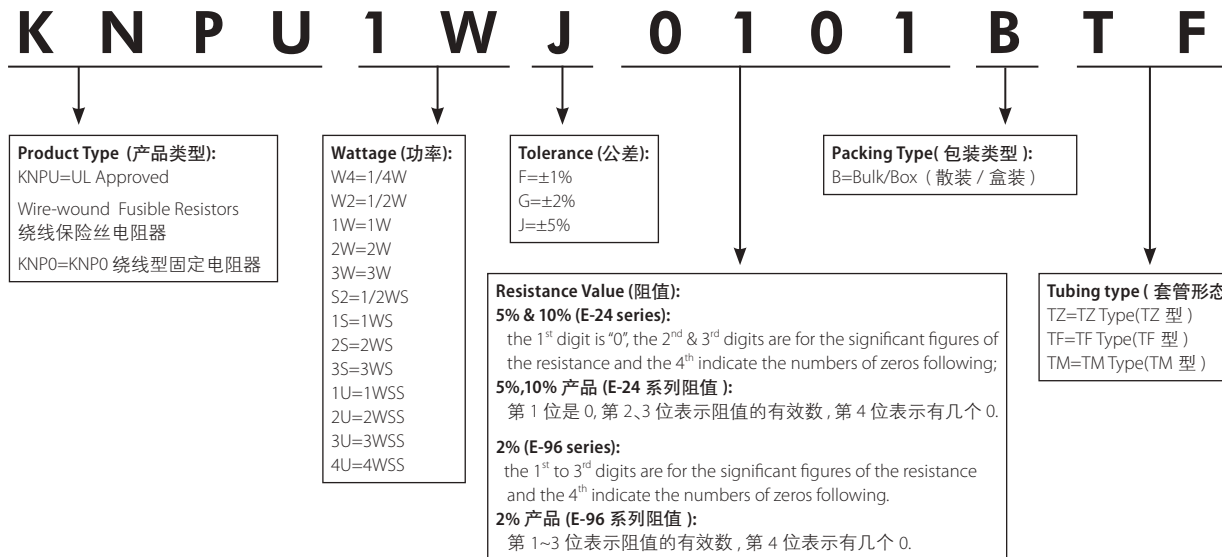 K N P U 1 W J 0 1 0 1 B T F
Product Type (产品类型):
KNPU=UL Approved
Wire-wound Fusible Resistors
绕线保险丝电阻器
KNP0=KNP0 绕线型固定电阻器
Wattage (功率):
W4=1/4W
W2=1/2W
1W=1W
2W=2W
3W=3W
S2=1/2WS
1S=1WS
2S=2WS
3S=3WS
1U=1WSS
2U=2WSS
3U=3WSS
4U=4WSS
Tolerance (公差):
F=±1%
G=±2%
J=±5%
Resistance Value (阻值):
5% & 10% (E-24 series):
the 1st digit is "0", the 2nd & 3rd digits are for the significant figures of
the resistance and the 4th indicate the numbers of zeros following;
5%,10% 产品 (E-24 系列阻值 ):
第 1 位是 0, 第 2、3 位表示阻值的有效数 , 第 4 位表示有几个 0.
2% (E-96 series):
the 1st to 3rd digits are for the significant figures of the resistance
and the 4th indicate the numbers of zeros following.
2% 产品 (E-96 系列阻值 ):
第 1~3 位表示阻值的有效数 , 第 4 位表示有几个 0.
Packing Type( 包装类型 ):
B=Bulk/Box ( 散装 / 盒装 )
Tubing type ( 套管形态
TZ=TZ Type(TZ 型 )
TF=TF Type(TF 型 )
TM=TM Type(TM 型 )